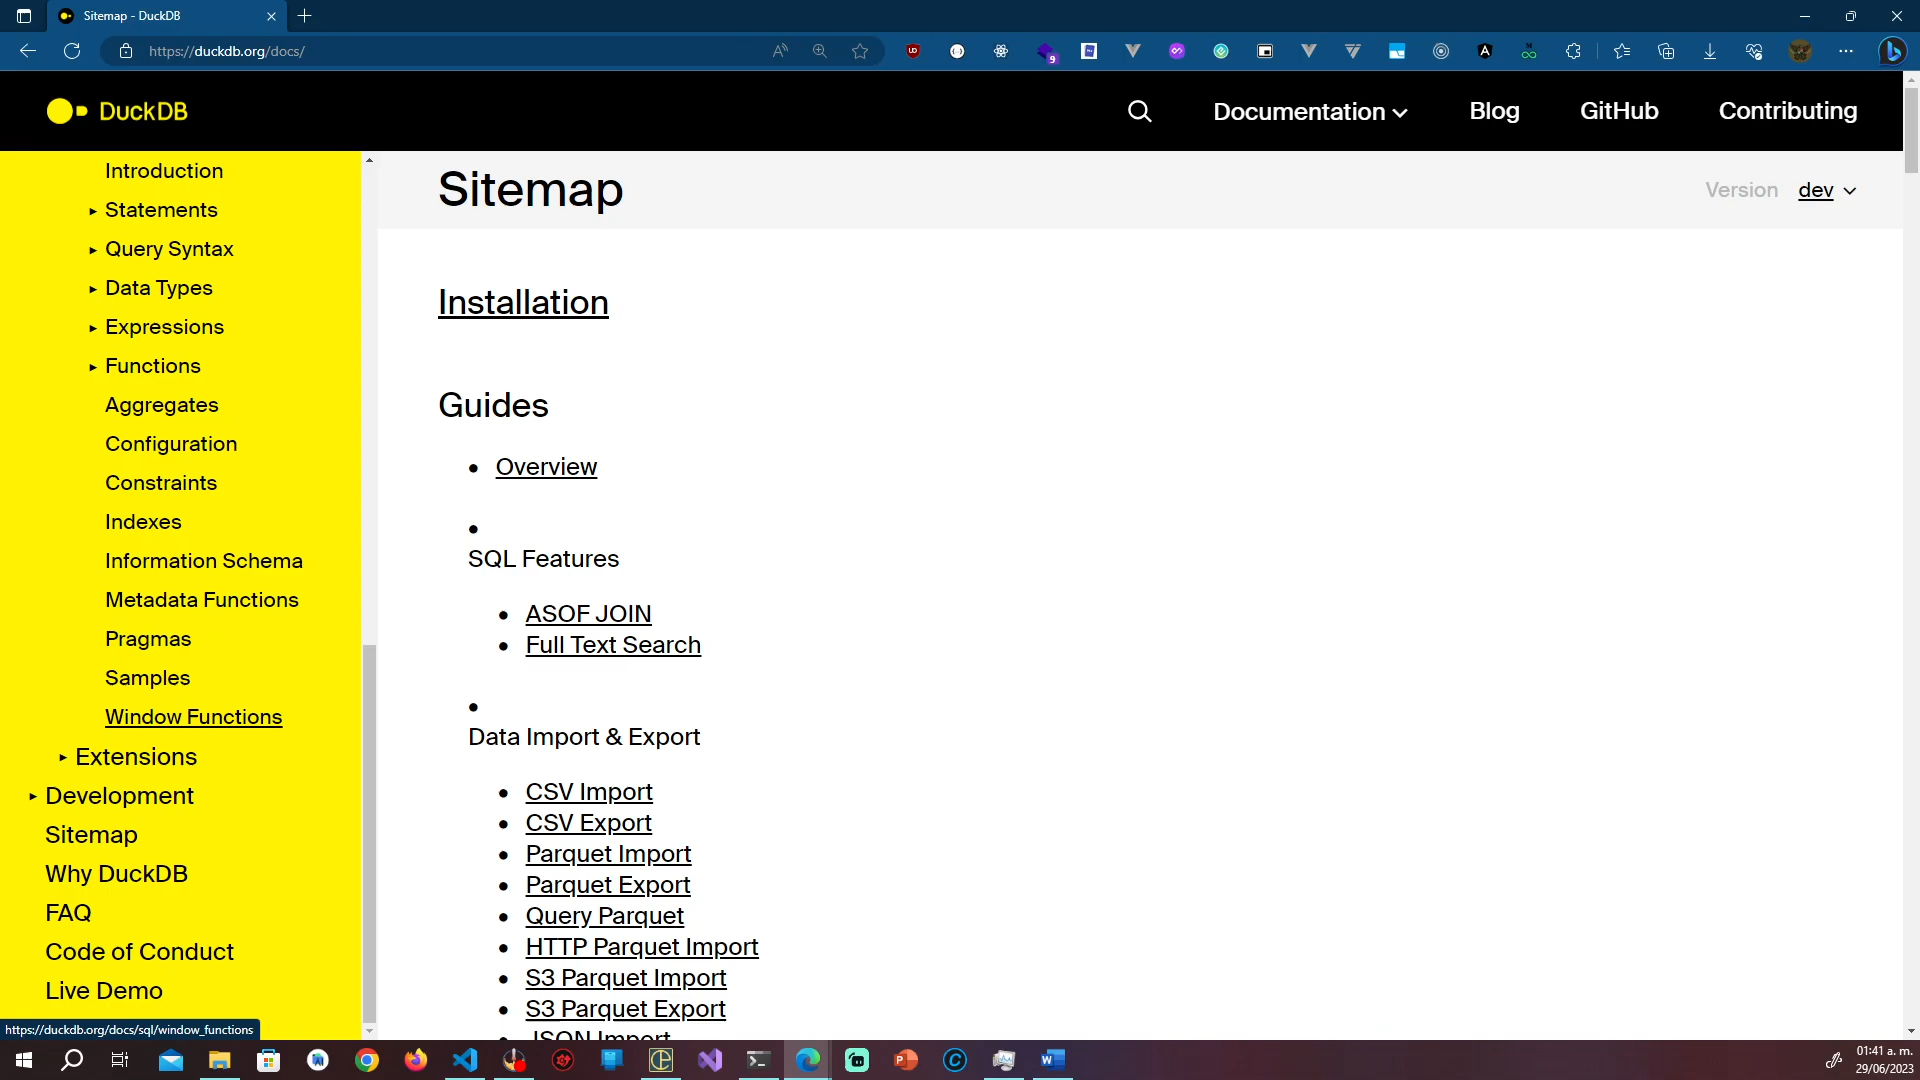 Sitemap - DuckDB
https://duckdb.org/docs/
9
DuckDB
Documentation
Blog
GitHub
Contributing
Introduction
Statements
Query Syntax
Data Types
Expressions
Functions
Aggregates
Configuration
Constraints
Indexes
Information Schema
Metadata Functions
Pragmas
Samples
Window Functions
Extensions
Development
Sitemap
Why DuckDB
FAQ
Code of Conduct
Live Demo
https://duckdb.org/docs/sql/window_functions
Sitemap
Version dev
Installation
Guides
Overview
SQL Features
ASOF JOIN
Full Text Search
Data Import & Export
CSV Import
CSV Export
Parquet Import
Parquet Export
Query Parquet
HTTP Parquet Import
S3 Parquet Import
S3 Parquet Export
JSON Import
01:41 a. m.
29/06/2023